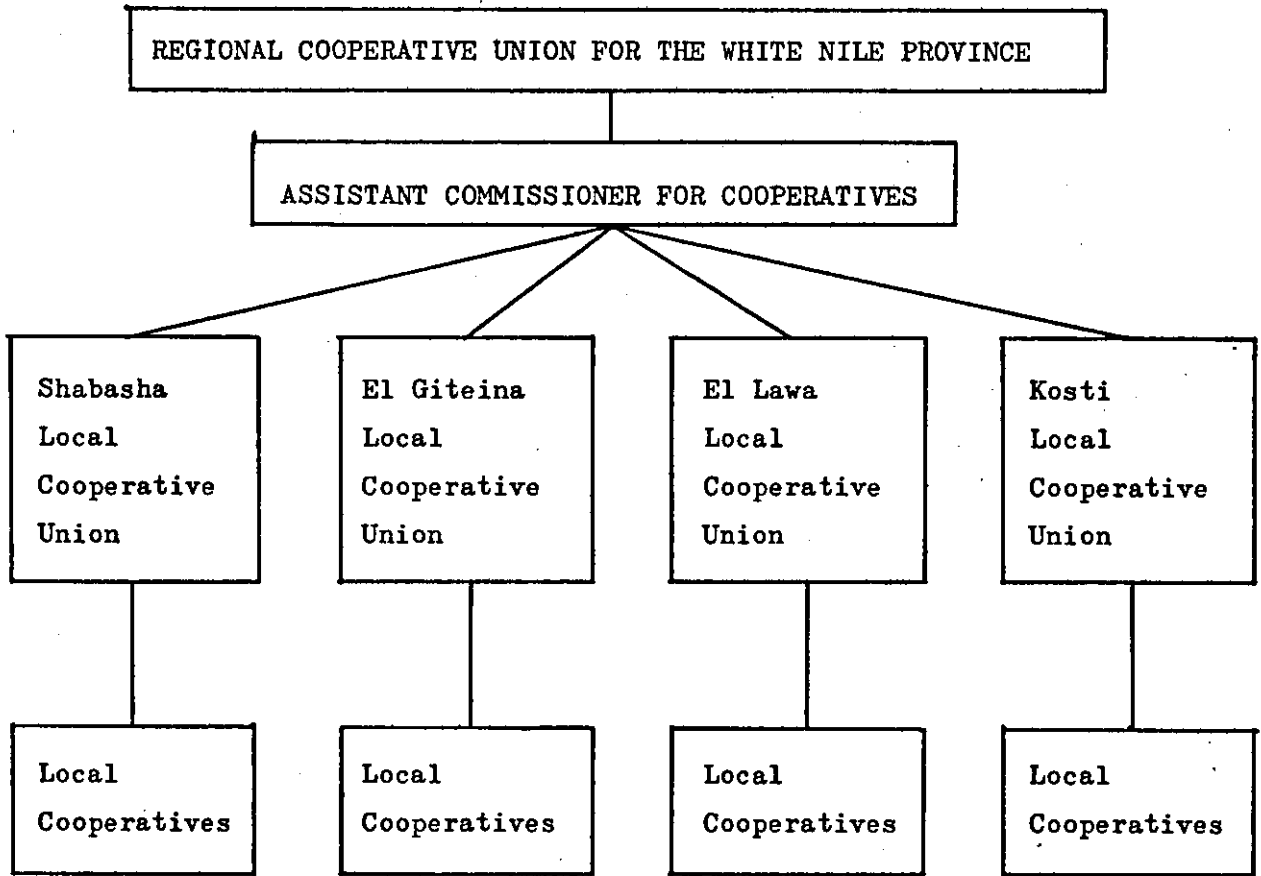 REGIONAL COOPERATIVE UNION FOR THE WHITE NILE PROVINCE
ASSISTANT COMMISSIONER FOR COOPERATIVES
Shabasha
Local
Cooperative
Union
El Giteina
Local
Cooperative
Union
El Lawa
Local
Cooperative
Union
Kosti
Local
Cooperative
Union
Local
Cooperatives
Local
Cooperatives
Local
Cooperatives
Local
Cooperatives